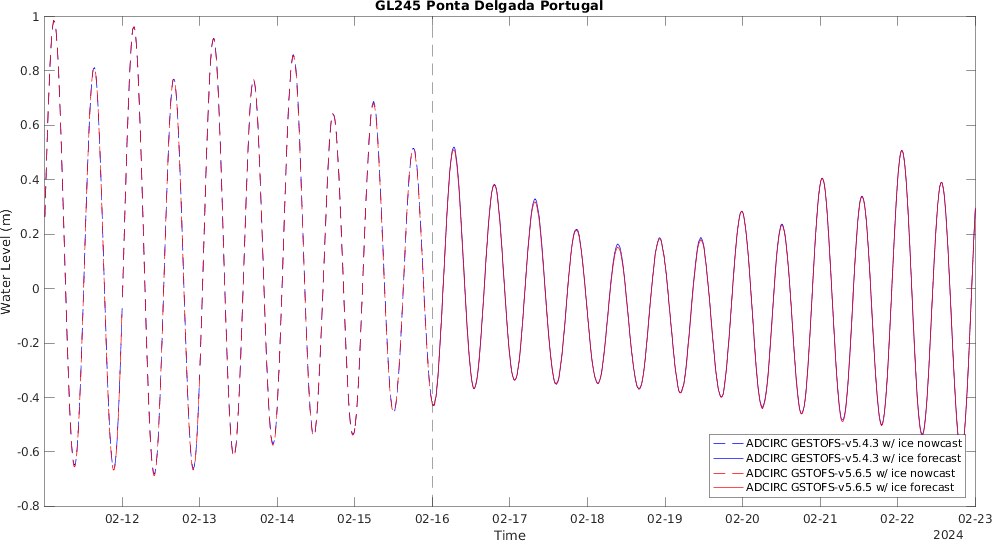 GL245 Ponta Delgada Portugal
1
0.8
0.6
0.4
0.2
0
-0.2
-0.4
-0.6
-0.8
Water Level (m)
ADCIRC GESTOFS-v5.4.3 w/ ice nowcast
ADCIRC GESTOFS-v5.4.3 w/ ice forecast
ADCIRC GSTOFS-v5.6.5 w/ ice nowcast
ADCIRC GSTOFS-v5.6.5 w/ ice forecast
02-12 02-13 02-14 02-15 02-16 02-17 02-18 02-19 02-20 02-21 02-22 02-23
Time
2024